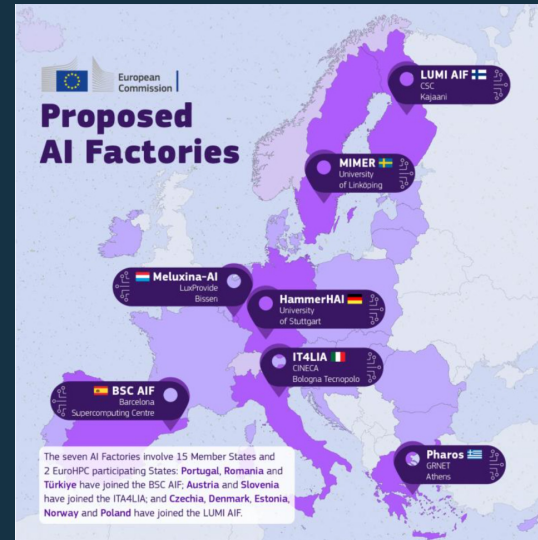 European
Commission
Proposed
AI Factories
LUMI AIF
CSC
Kajaani
MIMER
University
of Linköping
Meluxina-AI
LuxProvide
Bissen
HammerHAI
University
of Stuttgart
IT4LIA
CINECA
Bologna Tecnopolo
BSC AIF
Barcelona
Supercomputing Centre
Pharos
GRNET
Athens
The seven AI Factories involve 15 Member States and
2 EuroHPC participating States: Portugal, Romania and
Türkiye have joined the BSC AIF; Austria and Slovenia
have joined the ITA4LIA; and Czechia, Denmark, Estonia,
Norway and Poland have joined the LUMI AIF.